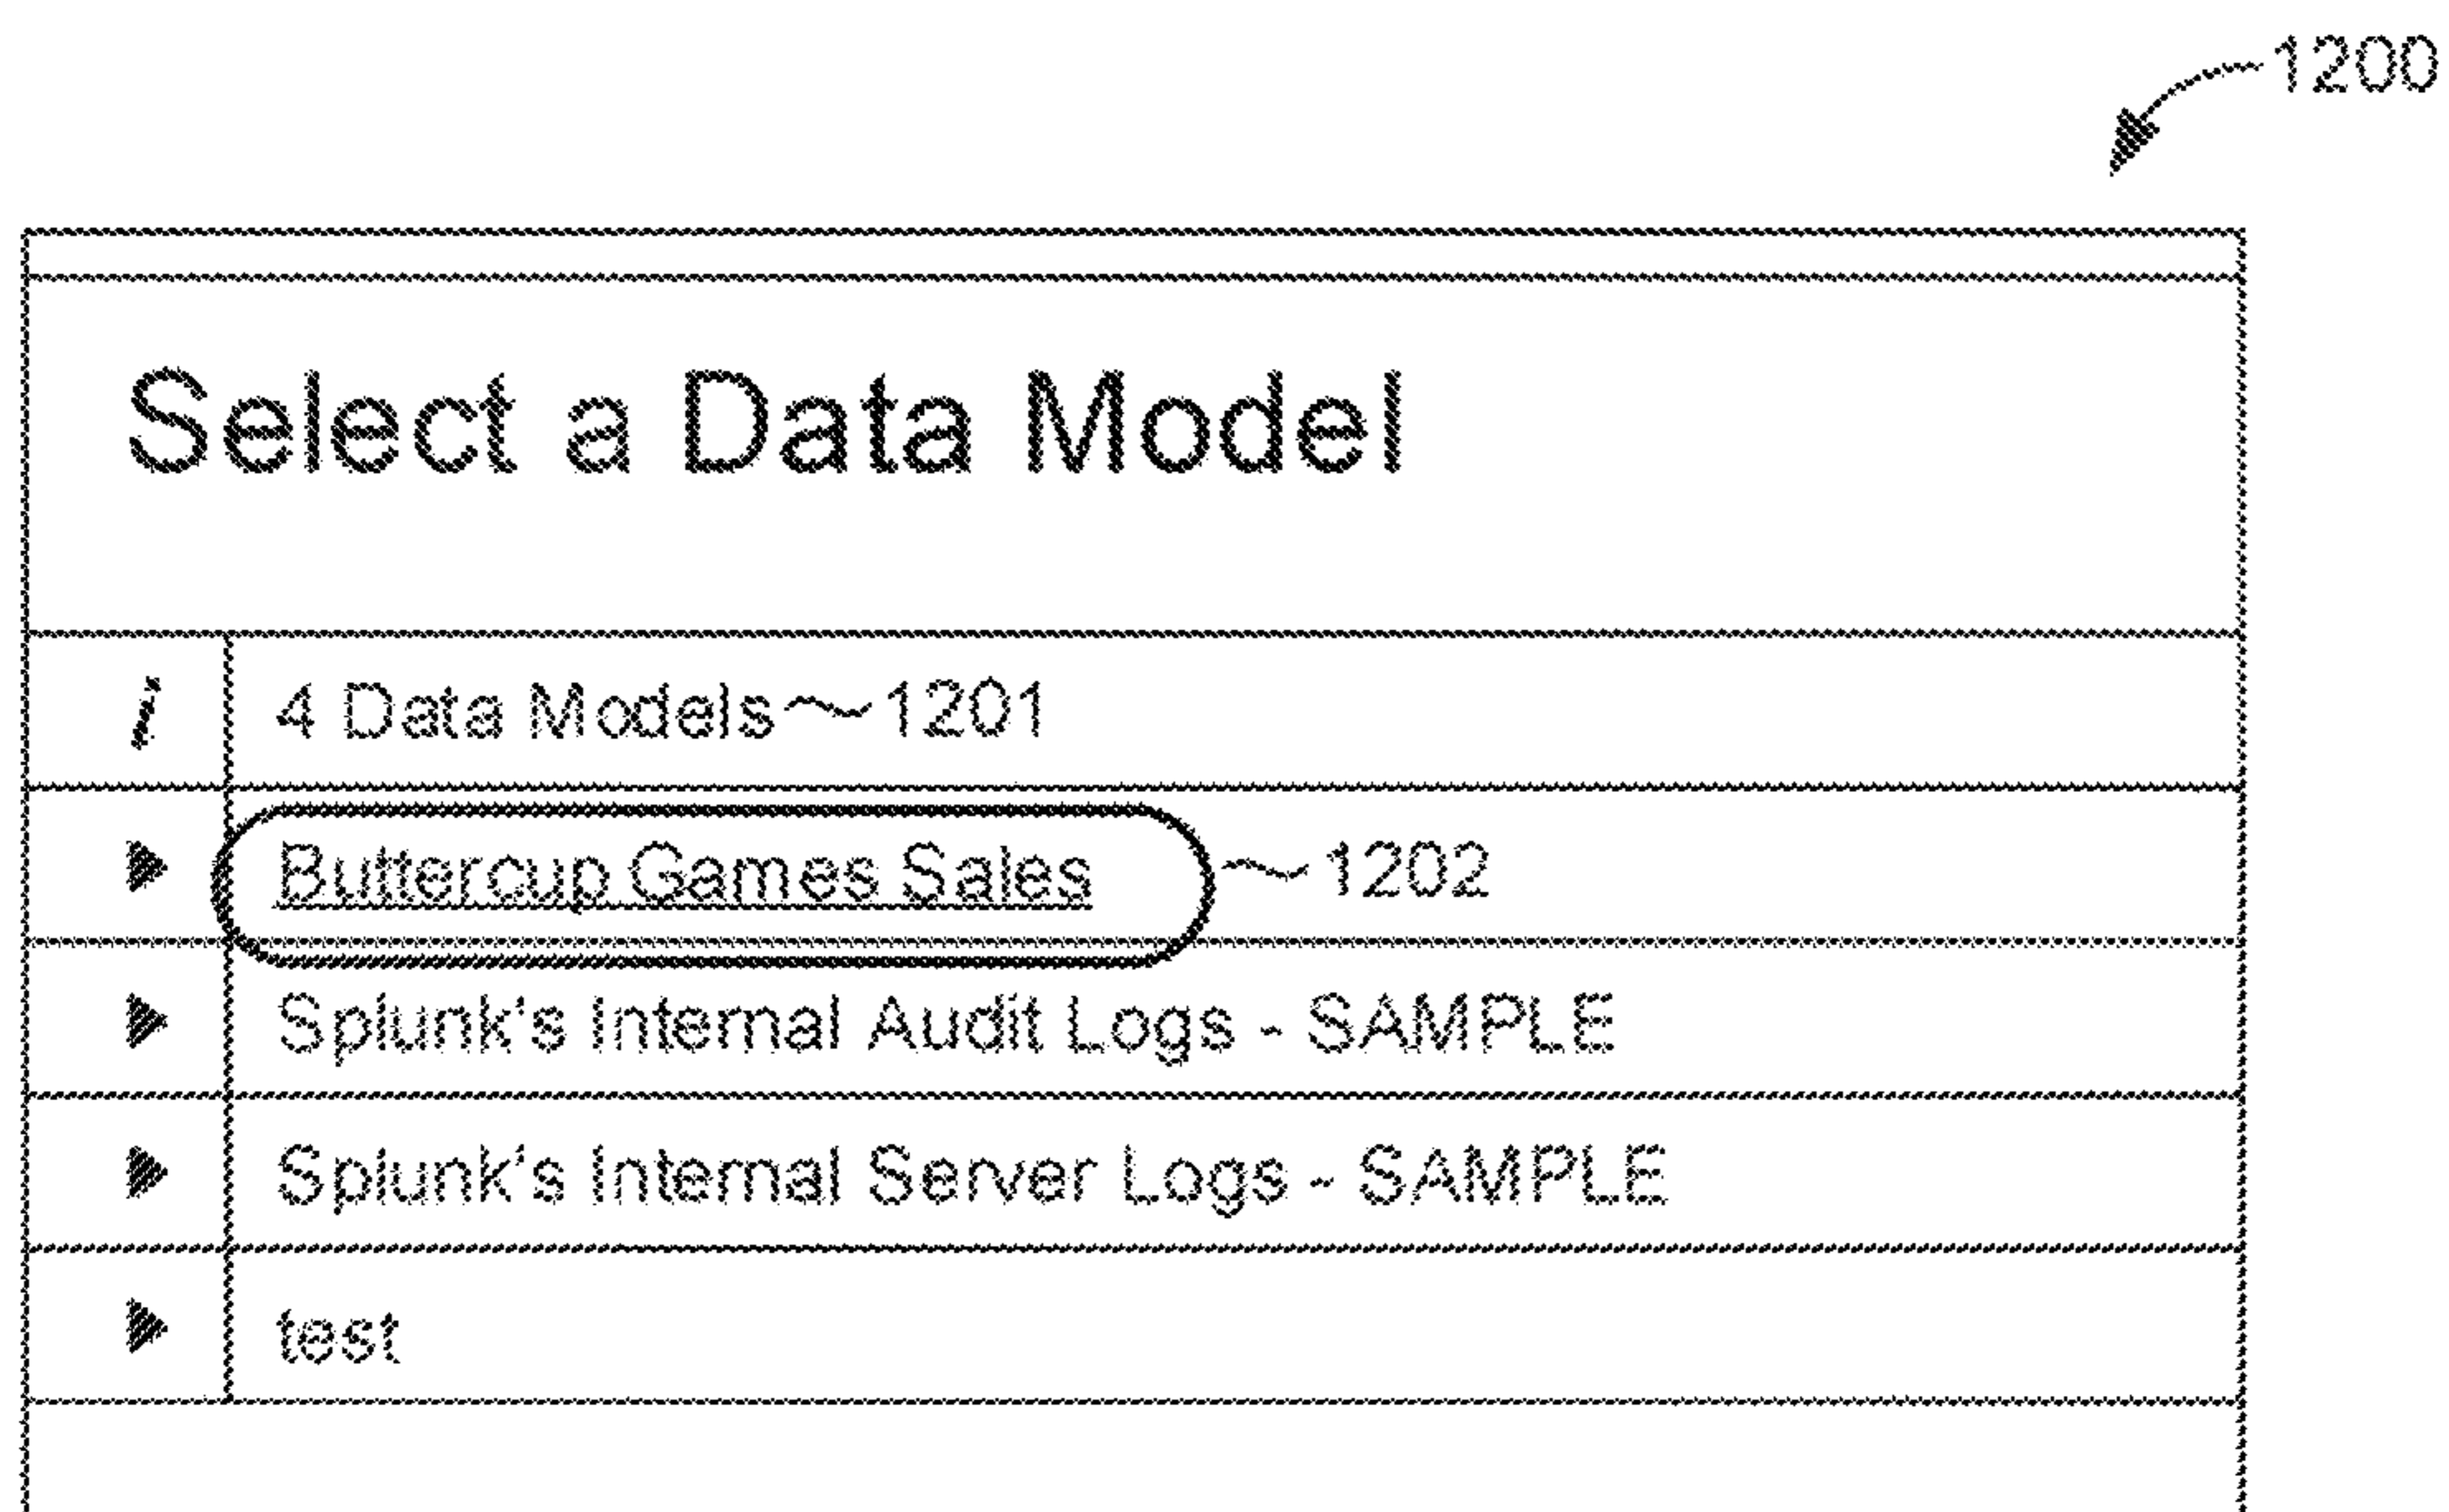 1200
Select a Data Model
i 4 Data Models 1201
Buttercup Games Sales 1202
Splunk's Internal Audit Logs - SAMPLE
Splunk's Internal Server Logs - SAMPLE
test